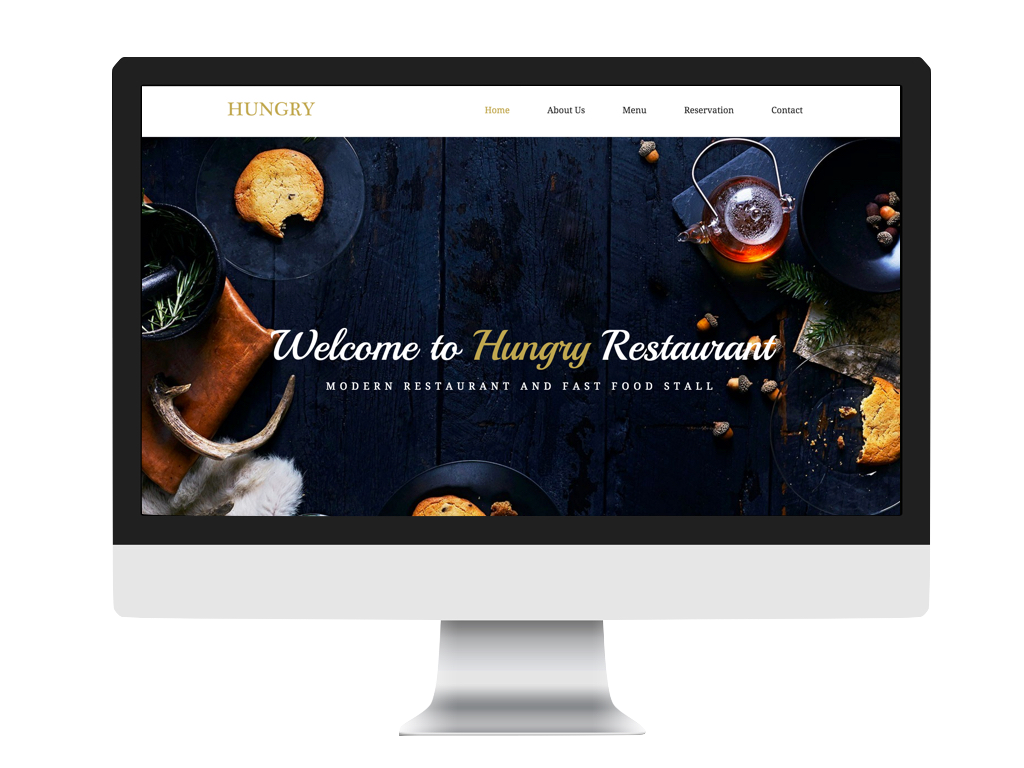 HUNGRY
Home About Us Menu Reservation Contact
Welcome to Hungry Restaurant
MODERN RESTAURANT AND FAST FOOD STALL